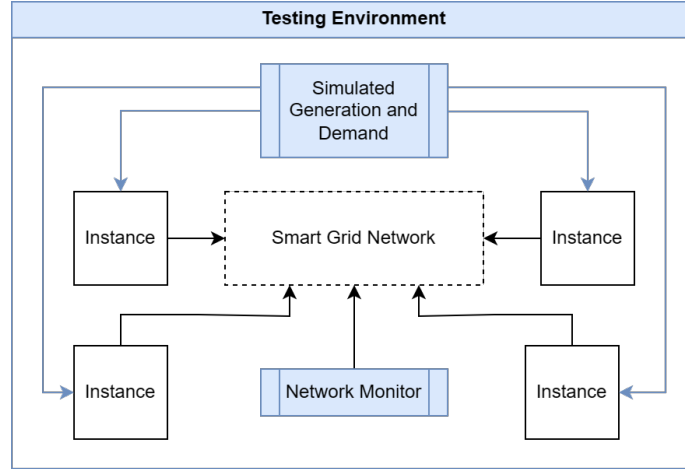 Testing Environment
Simulated
Generation and
Demand
Instance
Smart Grid Network
Instance
Instance
Network Monitor
Instance